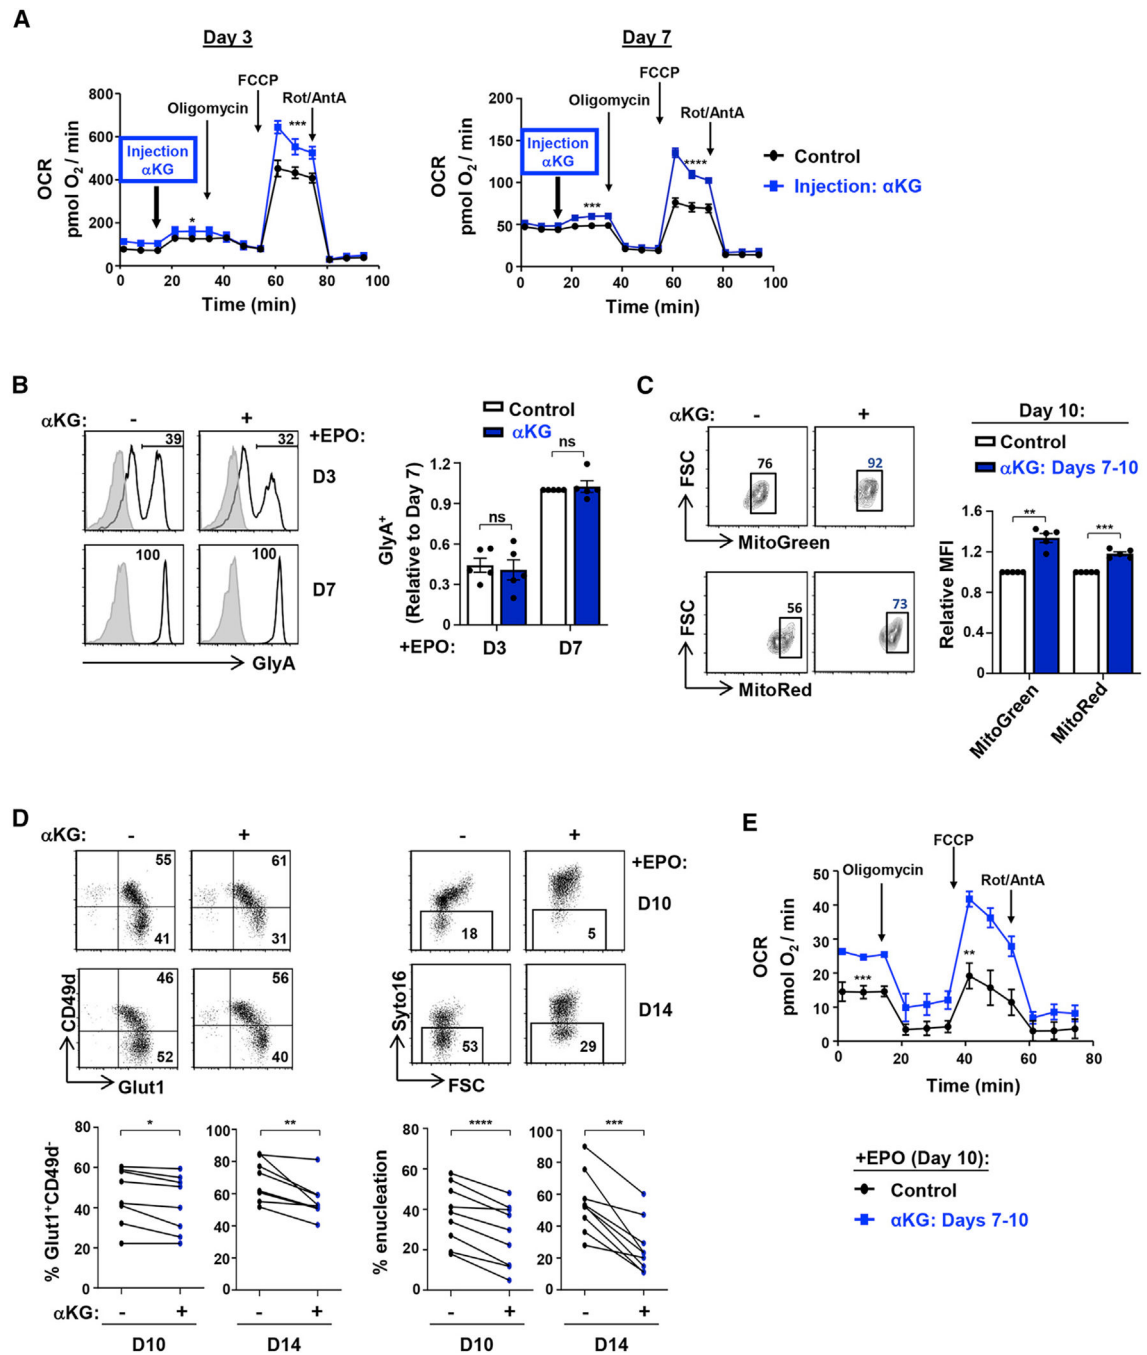 A
Day 3
Day 7
FCCP
Oligomycin
Rot/AntA
Injection
αKG
***
*
OCR
pmol O2 / min
800
600
400
200
0
0 20 40 60 80 100
Time (min)
FCCP
Oligomycin
Rot/AntA
Injection
αKG
****
***
OCR
pmol O2 / min
200
150
100
50
0
0 20 40 60 80 100
Time (min)
Control
Injection: αKG
B
αKG: - +
+EPO:
39 32
D3
100 100
D7
GlyA
Control
αKG
ns
ns
GlyA+
(Relative to Day 7)
1.2
0.9
0.6
0.3
0
+EPO: D3 D7
C
αKG: - +
76 92
FSC
MitoGreen
56 73
FSC
MitoRed
Day 10:
Control
αKG: Days 7-10
** ***
Relative MFI
1.6
1.2
0.8
0.4
0
MitoGreen
MitoRed
D
αKG: - +
55 61
41 31
46 56
52 40
CD49d
Glut1
- +
+EPO:
18 5
D10
53 29
D14
Syto16
FSC
% Glut1+CD49d-
80
60
40
20
0
*
100
80
60
40
20
0
**
αKG: - + - +
D10 D14
% enucleation
80
60
40
20
0
****
100
80
60
40
20
0
***
αKG: - + - +
D10 D14
E
FCCP
Oligomycin
Rot/AntA
***
**
OCR
pmol O2 / min
50
40
30
20
10
0
0 20 40 60 80
Time (min)
+EPO (Day 10):
Control
αKG: Days 7-10